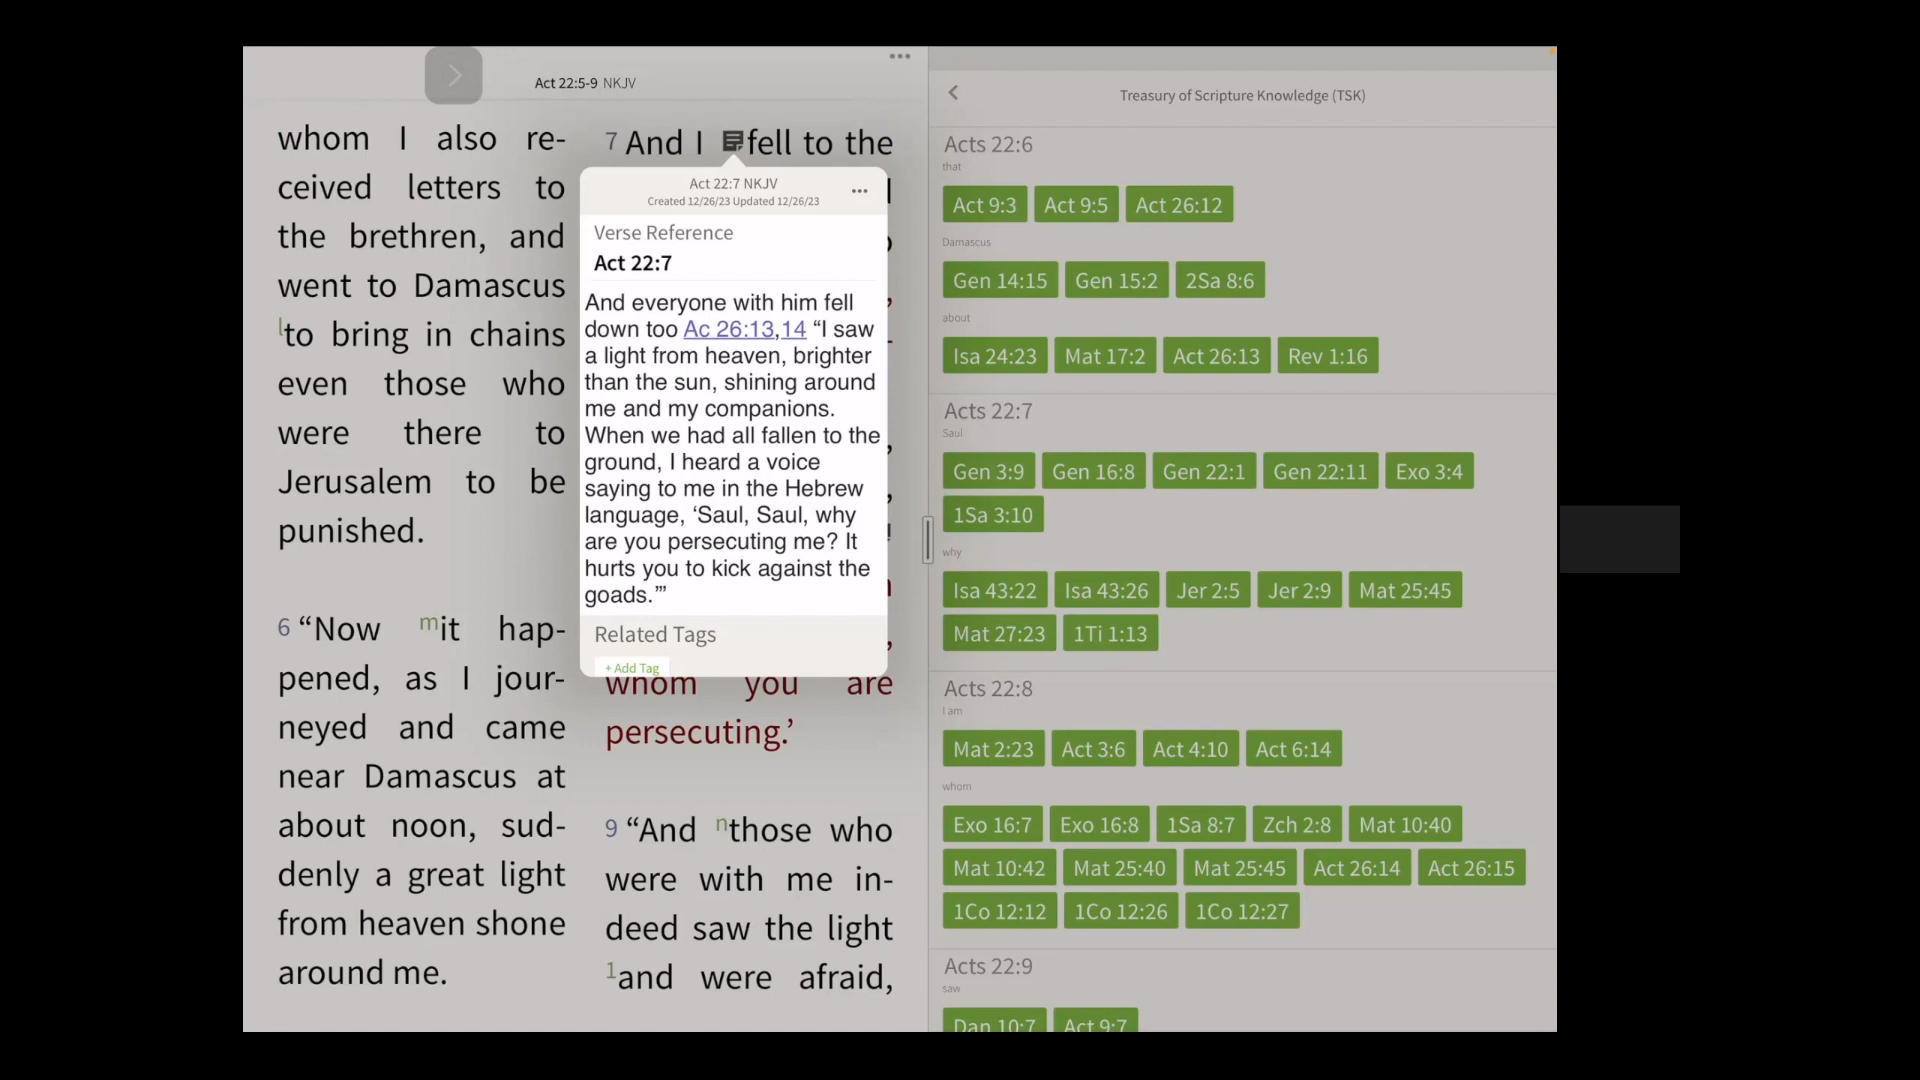 Act 22:5-9 NKJV
whom I also re-
ceived letters to
the brethren, and
went to Damascus
lto bring in chains
even those who
were there to
Jerusalem to be
punished.
6 “Now mit hap-
pened, as I jour-
neyed and came
near Damascus at
about noon, sud-
denly a great light
from heaven shone
around me.
7 And I fell to the
Act 22:7 NKJV
Created 12/26/23 Updated 12/26/23
Verse Reference
Act 22:7
And everyone with him fell
down too Ac 26:13,14 “I saw
a light from heaven, brighter
than the sun, shining around
me and my companions.
When we had all fallen to the
ground, I heard a voice
saying to me in the Hebrew
language, ‘Saul, Saul, why
are you persecuting me? It
hurts you to kick against the
goads.’”
Related Tags
+ Add Tag
whom you are
persecuting.’
9 “And nthose who
were with me in-
deed saw the light
1and were afraid,
Treasury of Scripture Knowledge (TSK)
Acts 22:6
that
Act 9:3 Act 9:5 Act 26:12
Damascus
Gen 14:15 Gen 15:2 2Sa 8:6
about
Isa 24:23 Mat 17:2 Act 26:13 Rev 1:16
Acts 22:7
Saul
Gen 3:9 Gen 16:8 Gen 22:1 Gen 22:11 Exo 3:4
1Sa 3:10
why
Isa 43:22 Isa 43:26 Jer 2:5 Jer 2:9 Mat 25:45
Mat 27:23 1Ti 1:13
Acts 22:8
I am
Mat 2:23 Act 3:6 Act 4:10 Act 6:14
whom
Exo 16:7 Exo 16:8 1Sa 8:7 Zch 2:8 Mat 10:40
Mat 10:42 Mat 25:40 Mat 25:45 Act 26:14 Act 26:15
1Co 12:12 1Co 12:26 1Co 12:27
Acts 22:9
saw
Dan 10:7 Act 9:7